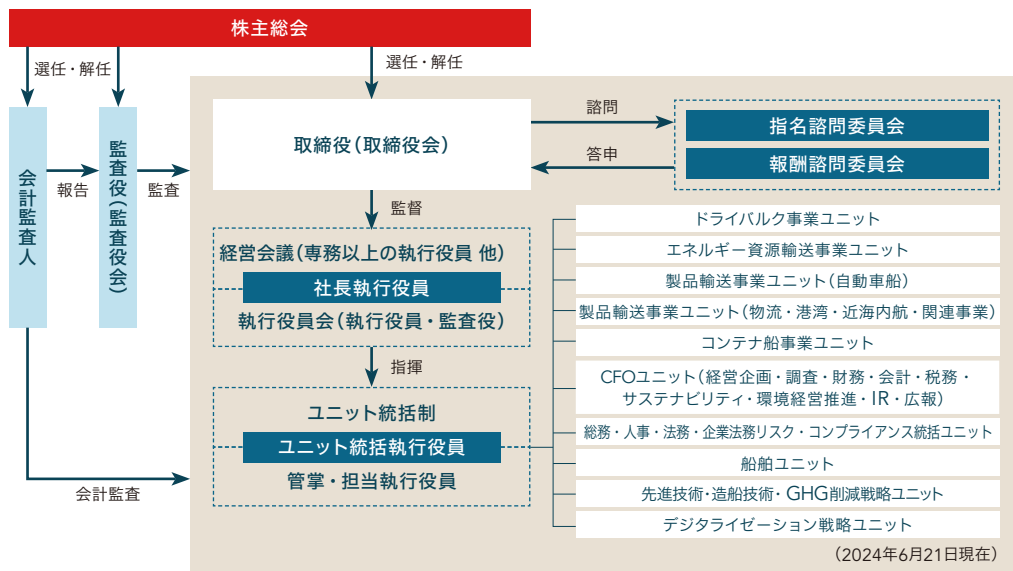 株主総会
選任・解任
選任・解任
会計監査人
報告
監査役(監査役会)
監査
取締役(取締役会)
諮問
答申
指名諮問委員会
報酬諮問委員会
監督
経営会議(専務以上の執行役員 他)
社長執行役員
執行役員会(執行役員・監査役)
指揮
ユニット統括制
ユニット統括執行役員
管掌・担当執行役員
会計監査
ドライバルク事業ユニット
エネルギー資源輸送事業ユニット
製品輸送事業ユニット(自動車船)
製品輸送事業ユニット(物流・港湾・近海内航・関連事業)
コンテナ船事業ユニット
CFOユニット(経営企画・調査・財務・会計・税務・
サステナビリティ・環境経営推進・IR・広報)
総務・人事・法務・企業法務リスク・コンプライアンス統括ユニット
船舶ユニット
先進技術・造船技術・GHG削減戦略ユニット
デジタライゼーション戦略ユニット
(2024年6月21日現在)